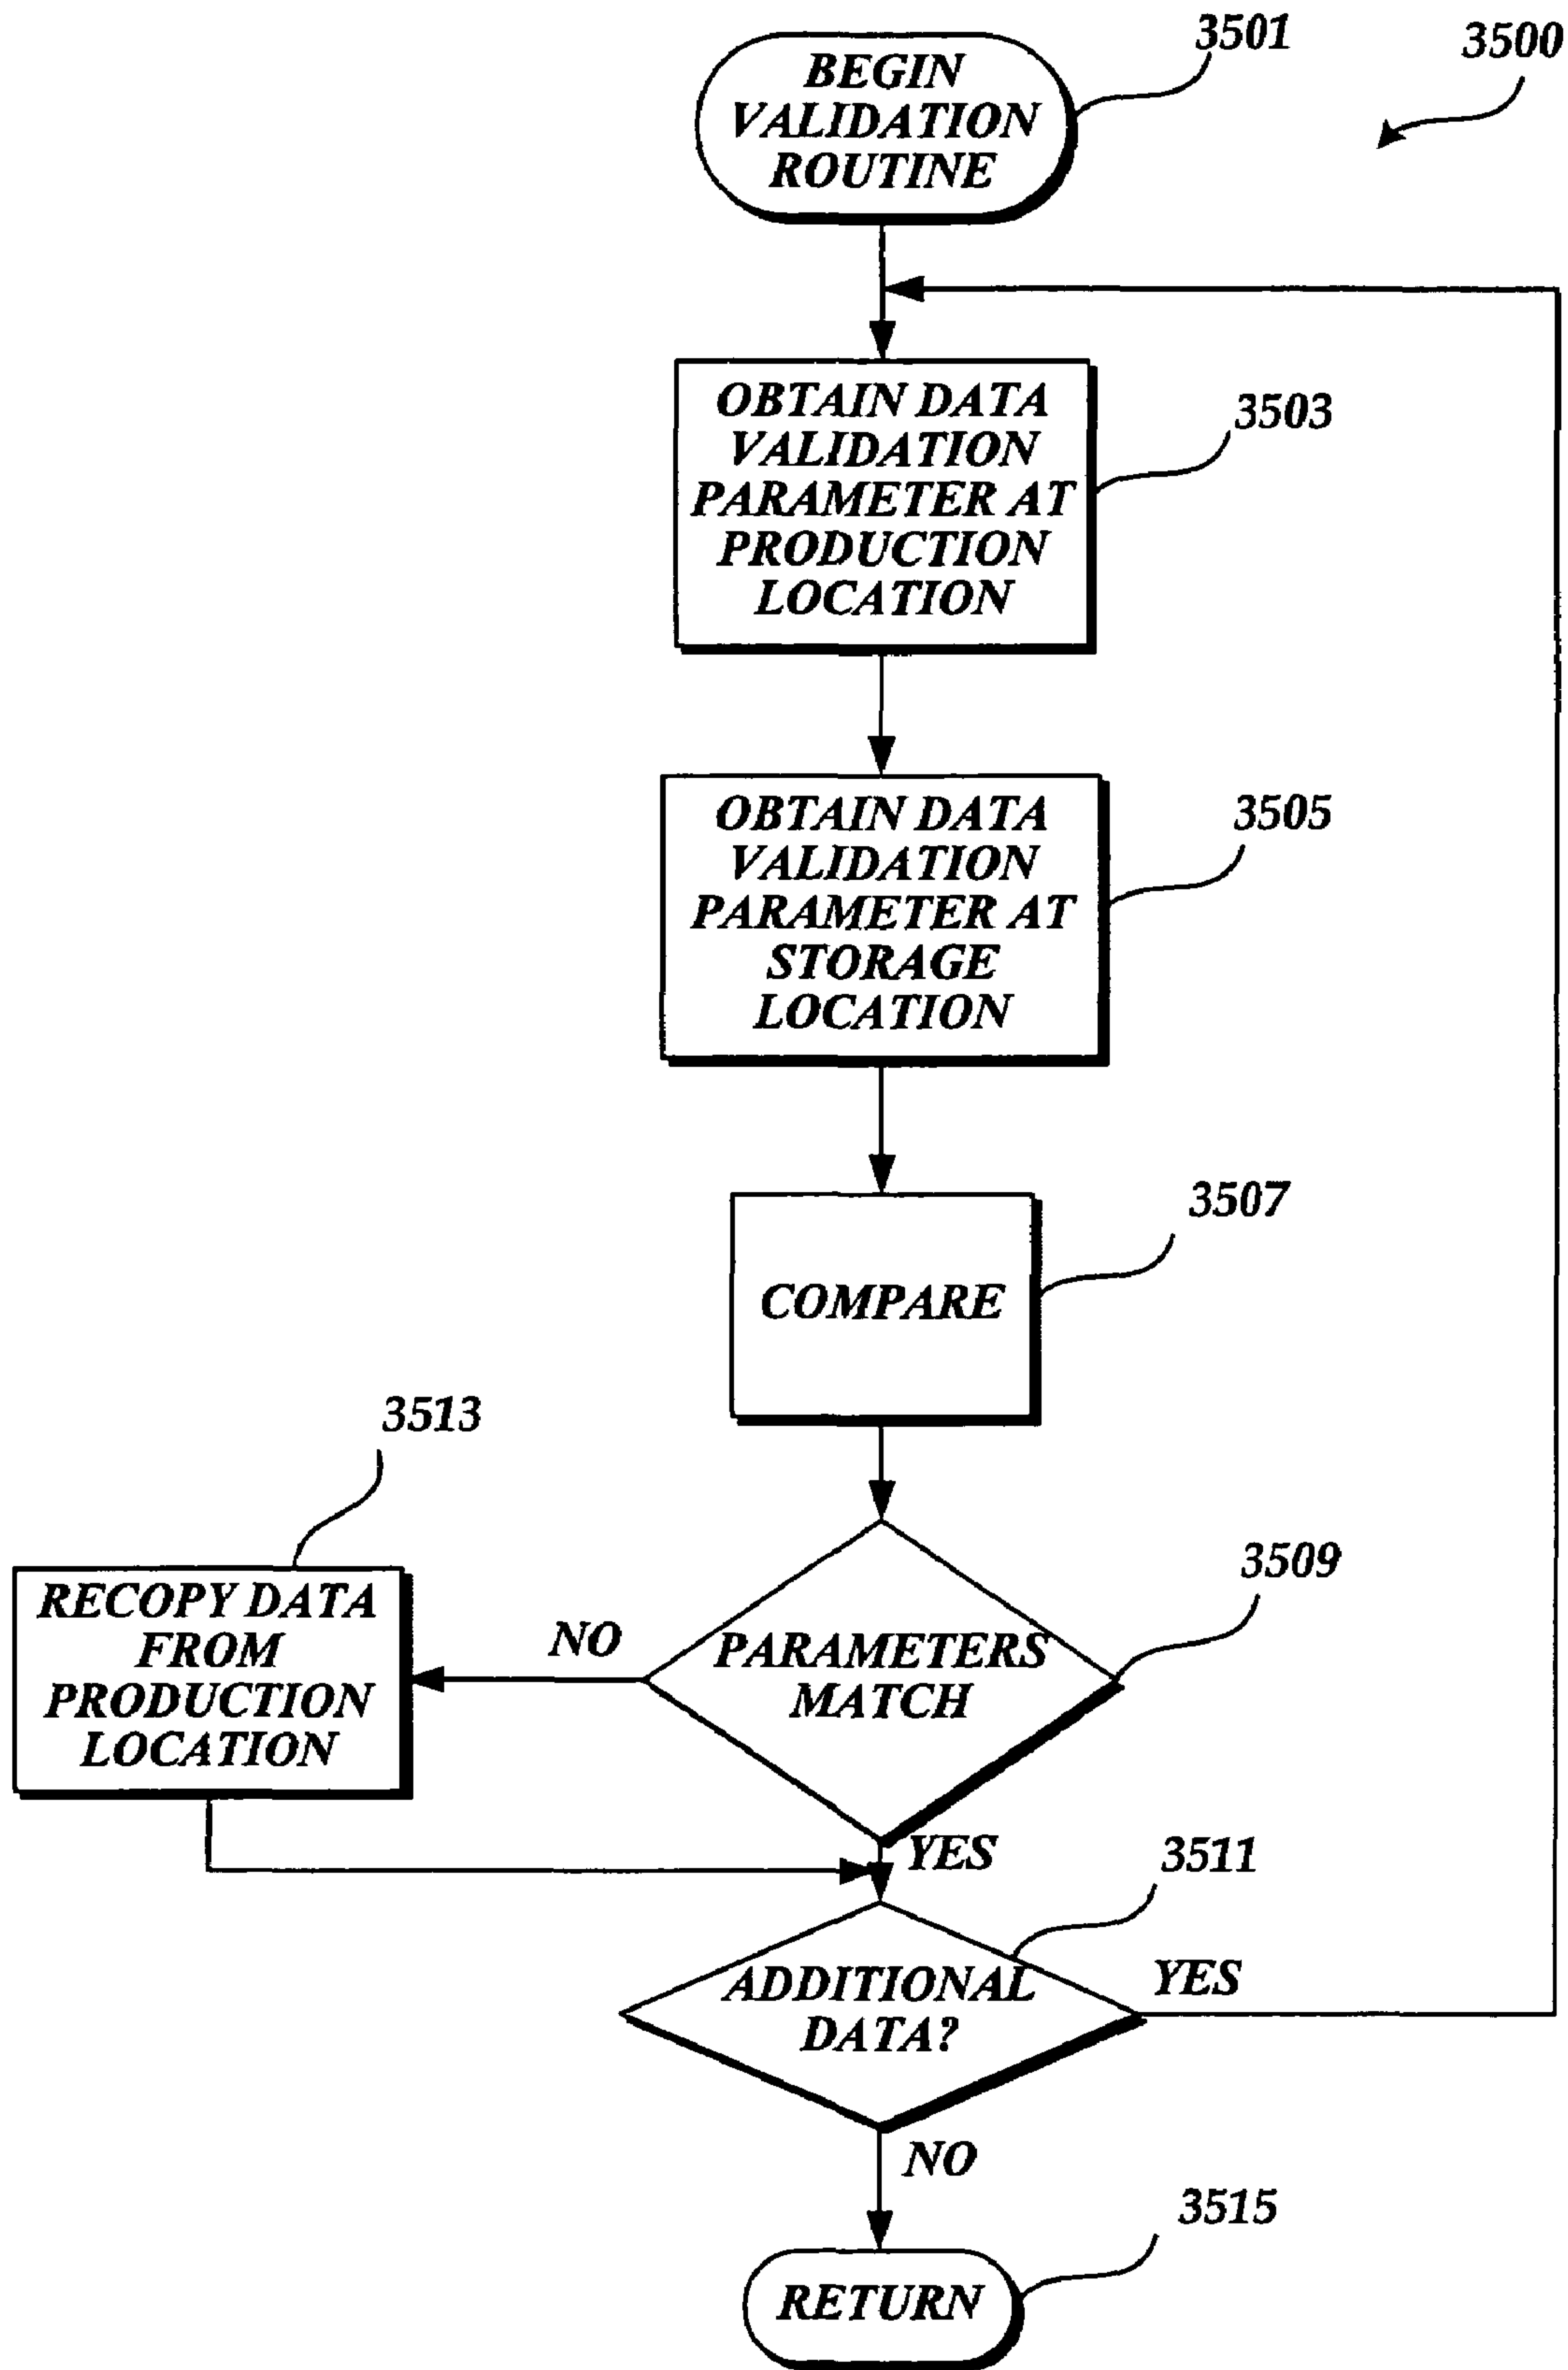 3501
3500
BEGIN
VALIDATION
ROUTINE
OBTAIN DATA
VALIDATION
PARAMETER AT
PRODUCTION
LOCATION
3503
OBTAIN DATA
VALIDATION
PARAMETER AT
STORAGE
LOCATION
3505
3507
COMPARE
3513
RECOPY DATA
FROM
PRODUCTION
LOCATION
NO
PARAMETERS
MATCH
3509
YES
3511
ADDITIONAL
DATA?
YES
NO
3515
RETURN